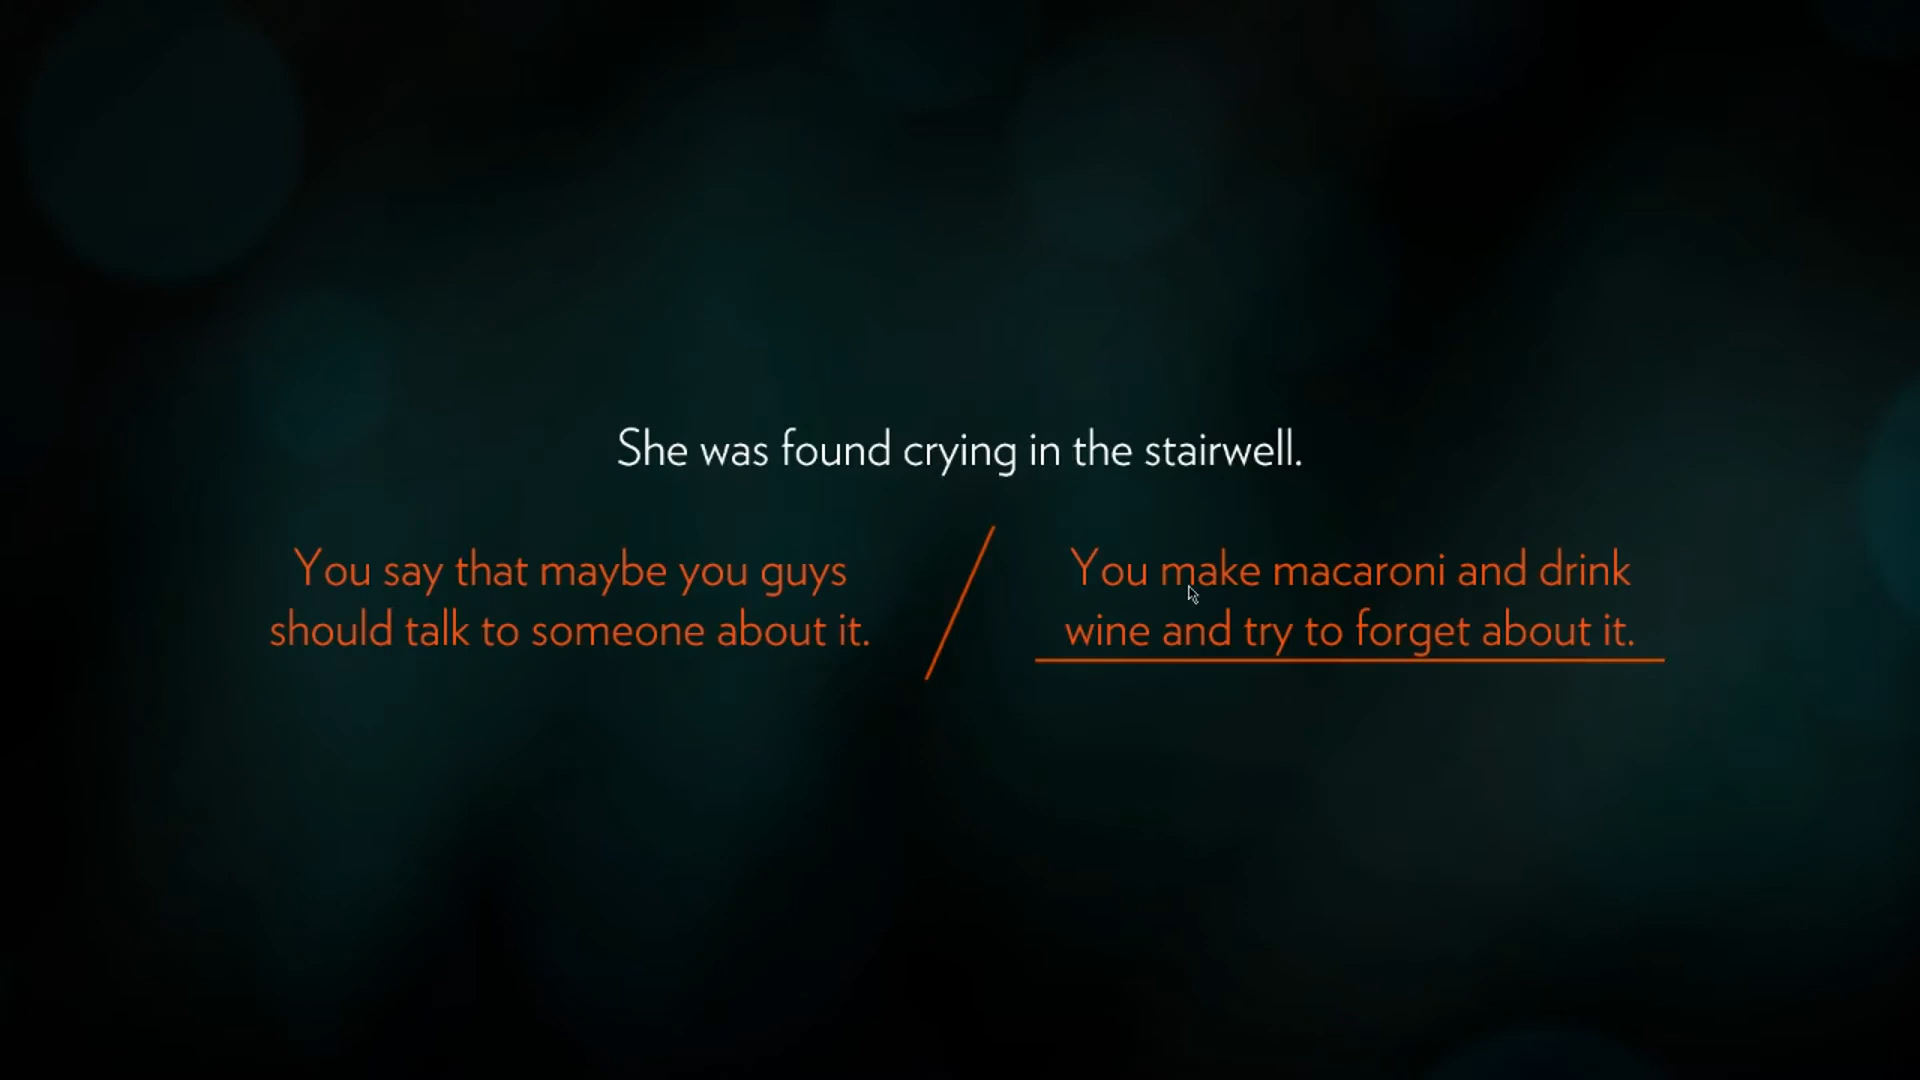 She was found crying in the stairwell.
You say that maybe you guys
should talk to someone about it.
You make macaroni and drink
wine and try to forget about it.